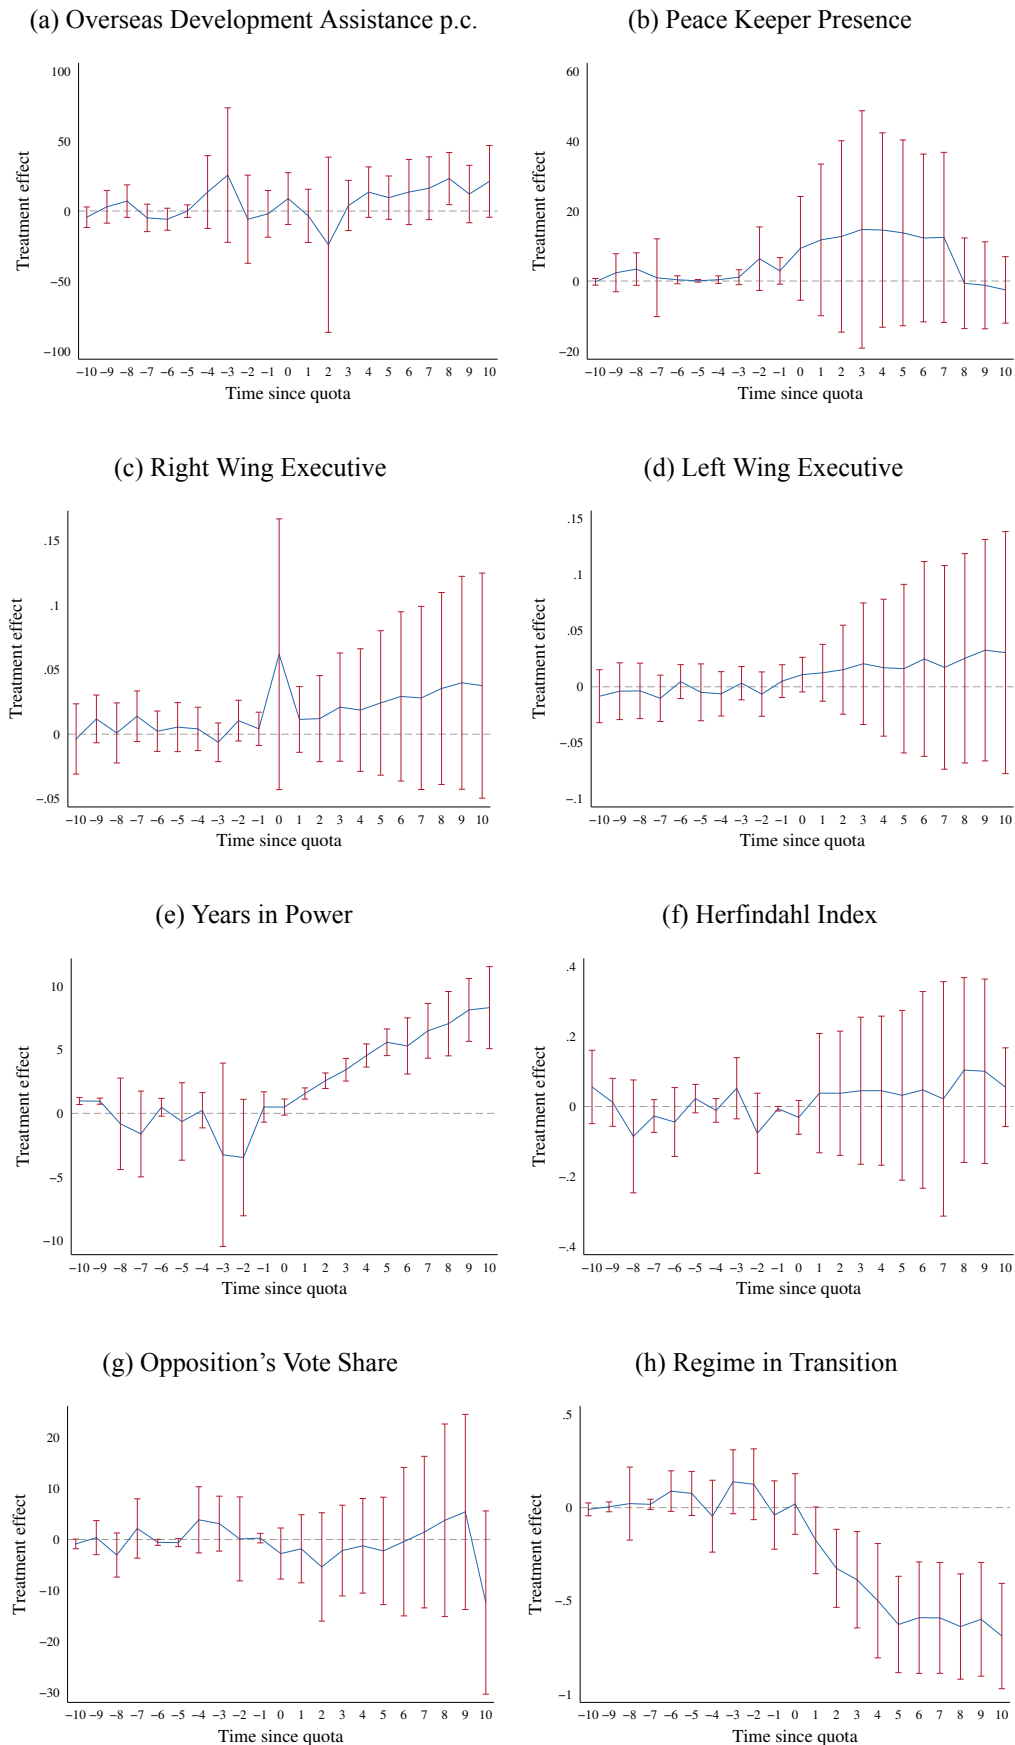 (a) Overseas Development Assistance p.c.
100
50
0
−50
−100
Treatment effect
−10 −9 −8 −7 −6 −5 −4 −3 −2 −1 0 1 2 3 4 5 6 7 8 9 10
Time since quota
(b) Peace Keeper Presence
60
40
20
0
−20
Treatment effect
−10 −9 −8 −7 −6 −5 −4 −3 −2 −1 0 1 2 3 4 5 6 7 8 9 10
Time since quota
(c) Right Wing Executive
.15
.1
.05
0
−.05
Treatment effect
−10 −9 −8 −7 −6 −5 −4 −3 −2 −1 0 1 2 3 4 5 6 7 8 9 10
Time since quota
(d) Left Wing Executive
.15
.1
.05
0
−.05
−.1
Treatment effect
−10 −9 −8 −7 −6 −5 −4 −3 −2 −1 0 1 2 3 4 5 6 7 8 9 10
Time since quota
(e) Years in Power
10
5
0
−5
−10
Treatment effect
−10 −9 −8 −7 −6 −5 −4 −3 −2 −1 0 1 2 3 4 5 6 7 8 9 10
Time since quota
(f) Herfindahl Index
.4
.2
0
−.2
−.4
Treatment effect
−10 −9 −8 −7 −6 −5 −4 −3 −2 −1 0 1 2 3 4 5 6 7 8 9 10
Time since quota
(g) Opposition’s Vote Share
20
10
0
−10
−20
−30
Treatment effect
−10 −9 −8 −7 −6 −5 −4 −3 −2 −1 0 1 2 3 4 5 6 7 8 9 10
Time since quota
(h) Regime in Transition
.5
0
−.5
−1
Treatment effect
−10 −9 −8 −7 −6 −5 −4 −3 −2 −1 0 1 2 3 4 5 6 7 8 9 10
Time since quota